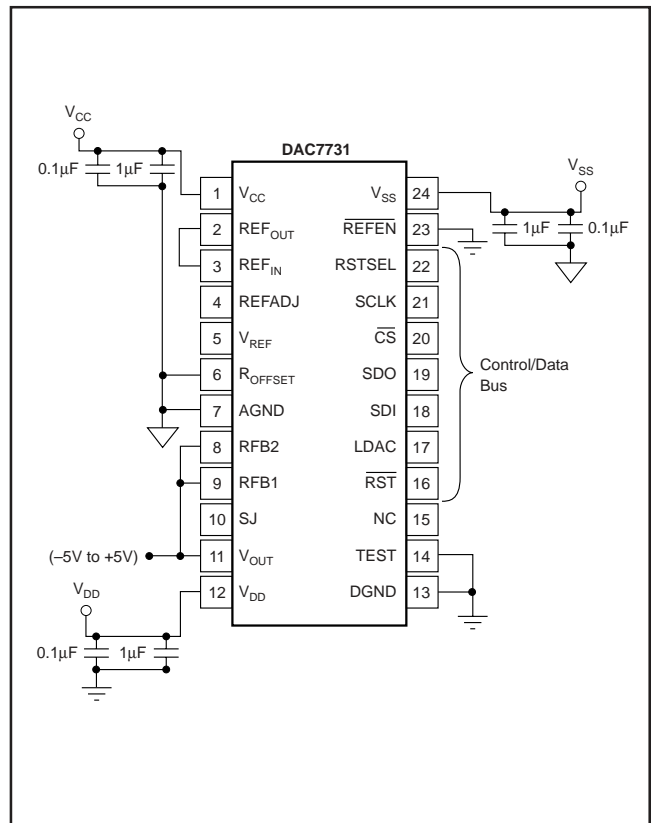 V_CC
0.1µF 1µF
DAC7731
1 V_CC
2 REF_OUT
3 REF_IN
4 REFADJ
5 V_REF
6 R_OFFSET
7 AGND
8 RFB2
9 RFB1
10 SJ
11 V_OUT
12 V_DD
V_SS 24
R̅E̅F̅E̅N̅ 23
RSTSEL 22
SCLK 21
C̅S̅ 20
SDO 19
SDI 18
LDAC 17
R̅S̅T̅ 16
NC 15
TEST 14
DGND 13
V_SS
1µF 0.1µF
Control/Data
Bus
(–5V to +5V)
V_DD
0.1µF 1µF